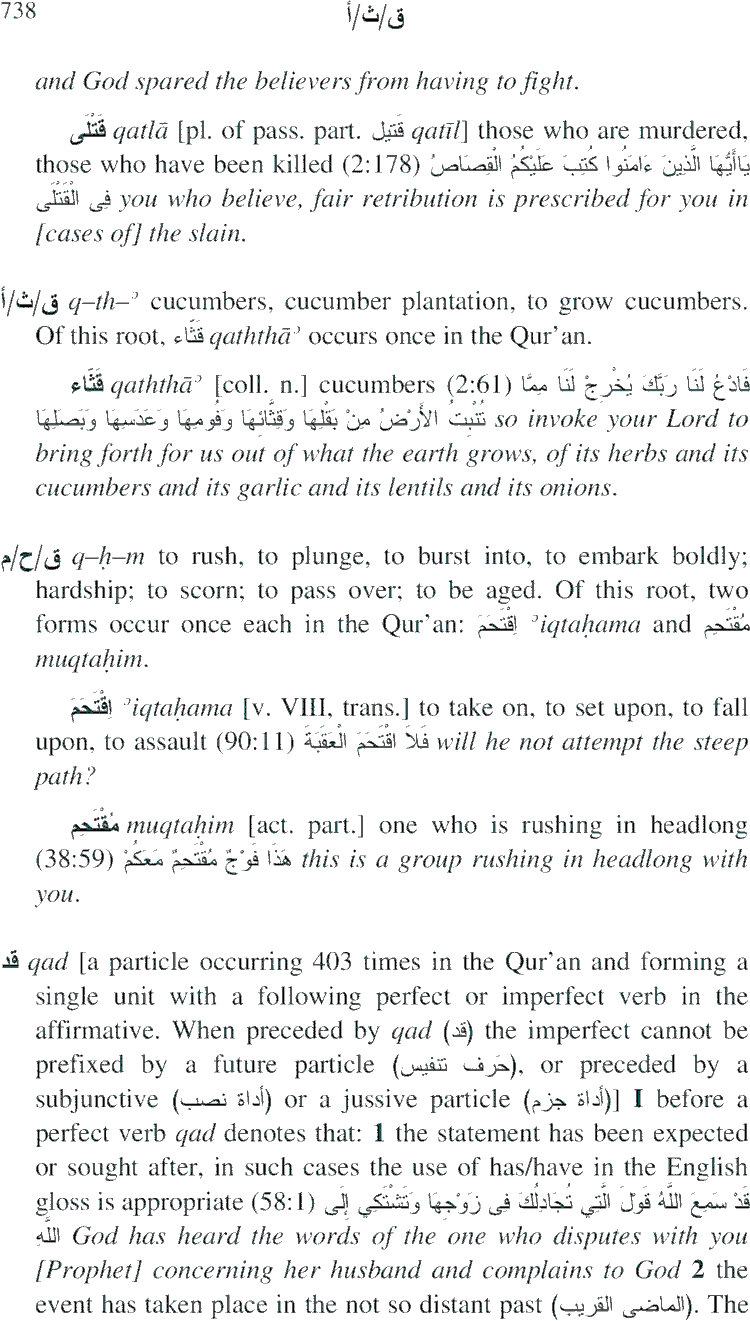 738
ق/ث/أ
and God spared the believers from having to fight.
قَتْلَى qatlā [pl. of pass. part. قَتِيل qatīl] those who are murdered,
those who have been killed (2:178) يَاأَيُّهَا الَّذِينَ ءَامَنُوا كُتِبَ عَلَيْكُمُ الْقِصَاصُ
فِى الْقَتْلَى you who believe, fair retribution is prescribed for you in
[cases of] the slain.
ق/ث/أ q–th–ʾ cucumbers, cucumber plantation, to grow cucumbers.
Of this root, قَثَّاء qaththāʾ occurs once in the Qur’an.
قَثَّاء qaththāʾ [coll. n.] cucumbers (2:61) فَادْعُ لَنَا رَبَّكَ يُخْرِجْ لَنَا مِمَّا
تُنْبِتُ الأَرْضُ مِنْ بَقْلِهَا وَقِثَّائِهَا وَفُومِهَا وَعَدَسِهَا وَبَصَلِهَا so invoke your Lord to
bring forth for us out of what the earth grows, of its herbs and its
cucumbers and its garlic and its lentils and its onions.
ق/ح/م q–ḥ–m to rush, to plunge, to burst into, to embark boldly;
hardship; to scorn; to pass over; to be aged. Of this root, two
forms occur once each in the Qur’an: اِقْتَحَمَ ʾiqtaḥama and مُقْتَحِم
muqtaḥim.
اِقْتَحَمَ ʾiqtaḥama [v. VIII, trans.] to take on, to set upon, to fall
upon, to assault (90:11) فَلاَ اقْتَحَمَ الْعَقَبَةَ will he not attempt the steep
path?
مُقْتَحِم muqtaḥim [act. part.] one who is rushing in headlong
(38:59) هَذَا فَوْجٌ مُقْتَحِمٌ مَعَكُمْ this is a group rushing in headlong with
you.
قد qad [a particle occurring 403 times in the Qur’an and forming a
single unit with a following perfect or imperfect verb in the
affirmative. When preceded by qad (قد) the imperfect cannot be
prefixed by a future particle (حَرف تنفيس), or preceded by a
subjunctive (أداة نصب) or a jussive particle (أداة جزم)] I before a
perfect verb qad denotes that: 1 the statement has been expected
or sought after, in such cases the use of has/have in the English
gloss is appropriate (58:1) قَدْ سَمِعَ اللَّهُ قَوْلَ الَّتِي تُجَادِلُكَ فِى زَوْجِهَا وَتَشْتَكِي إِلَى
اللَّهِ God has heard the words of the one who disputes with you
[Prophet] concerning her husband and complains to God 2 the
event has taken place in the not so distant past (الماضى القريب). The